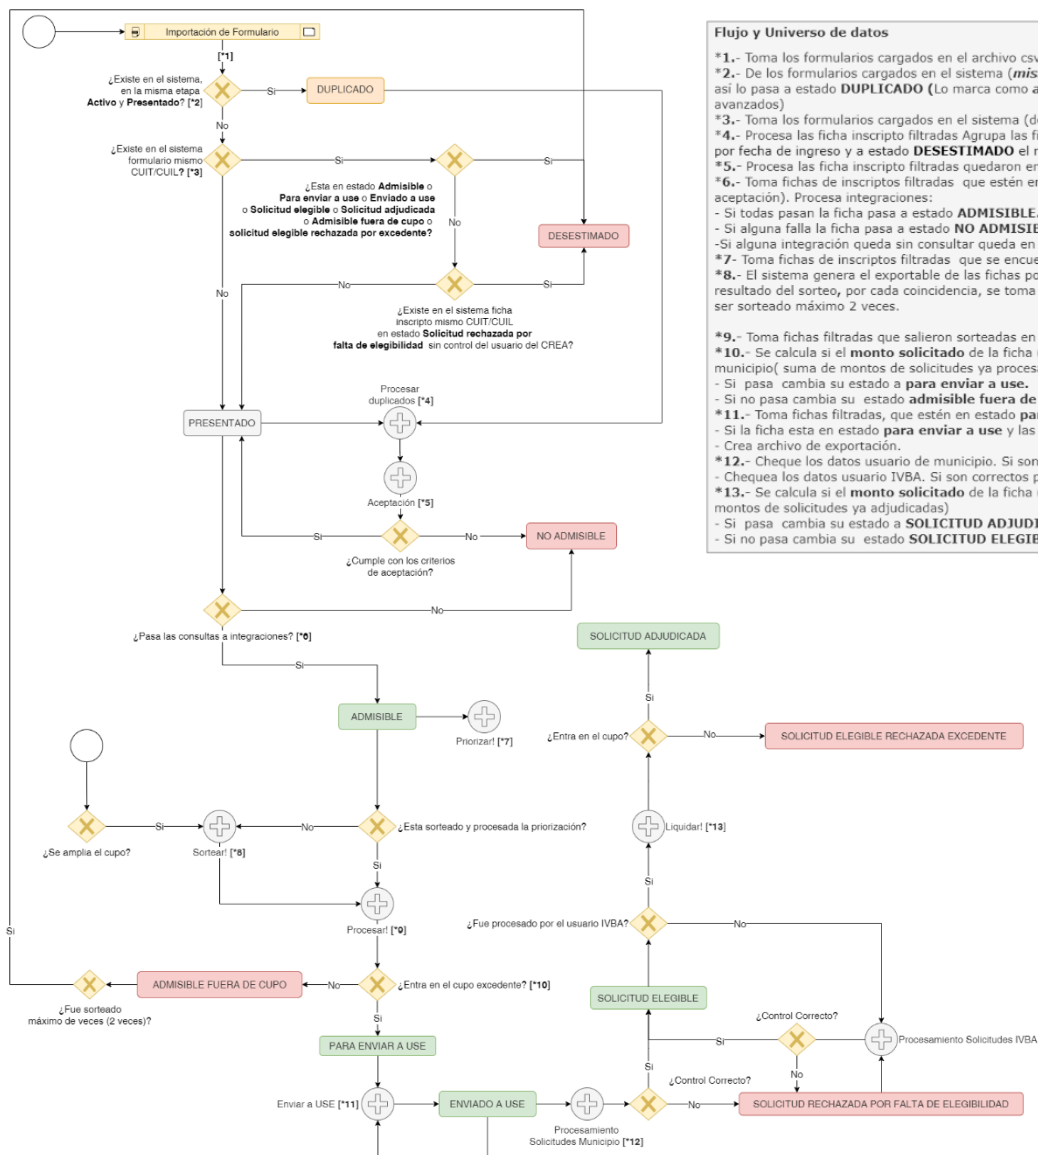 Importación de Formulario
[*1]
¿Existe en el sistema,
en la misma etapa
Activo y Presentado? [*2]
Si
DUPLICADO
No
¿Existe en el sistema
formulario mismo
CUIT/CUIL? [*3]
Si
Si
¿Esta en estado Admisible o
Para enviar a use o Enviado a use
o Solicitud elegible o Solicitud adjudicada
o Admisible fuera de cupo o
solicitud elegible rechazada por excedente?
No
DESESTIMADO
No
Si
No
¿Existe en el sistema ficha
inscripto mismo CUIT/CUIL
en estado Solicitud rechazada por
falta de elegibilidad sin control del usuario del CREA?
Procesar
duplicados [*4]
PRESENTADO
Aceptación [*5]
Si
No
NO ADMISIBLE
¿Cumple con los criterios
de aceptación?
No
¿Pasa las consultas a integraciones? [*6]
Si
ADMISIBLE
Priorizar! [*7]
Si
No
¿Esta sorteado y procesada la priorización?
¿Se amplia el cupo?
Sortear! [*8]
Si
Procesar! [*9]
Si
ADMISIBLE FUERA DE CUPO
No
¿Entra en el cupo excedente? [*10]
¿Fue sorteado
máximo de veces (2 veces)?
Si
PARA ENVIAR A USE
Enviar a USE [*11]
ENVIADO A USE
Procesamiento
Solicitudes Municipio [*12]
SOLICITUD ADJUDICADA
Si
¿Entra en el cupo?
No
SOLICITUD ELEGIBLE RECHAZADA EXCEDENTE
Liquidar! [*13]
Si
¿Fue procesado por el usuario IVBA?
No
SOLICITUD ELEGIBLE
¿Control Correcto?
Si
Procesamiento Solicitudes IVBA
Si
No
¿Control Correcto?
No
SOLICITUD RECHAZADA POR FALTA DE ELEGIBILIDAD
Flujo y Universo de datos
*1.- Toma los formularios cargados en el archivo csv
*2.- De los formularios cargados en el sistema (mis
así lo pasa a estado DUPLICADO (Lo marca como a
avanzados)
*3.- Toma los formularios cargados en el sistema (d
*4.- Procesa las ficha inscripto filtradas Agrupa las fi
por fecha de ingreso y a estado DESESTIMADO el r
*5.- Procesa las ficha inscripto filtradas quedaron en
*6.- Toma fichas de inscriptos filtradas que estén en
aceptación). Procesa integraciones:
- Si todas pasan la ficha pasa a estado ADMISIBLE.
- Si alguna falla la ficha pasa a estado NO ADMISIB
-Si alguna integración queda sin consultar queda en
*7- Toma fichas de inscriptos filtradas que se encue
*8.- El sistema genera el exportable de las fichas po
resultado del sorteo, por cada coincidencia, se toma
ser sorteado máximo 2 veces.
*9.- Toma fichas filtradas que salieron sorteadas en
*10.- Se calcula si el monto solicitado de la ficha
municipio( suma de montos de solicitudes ya procesa
- Si pasa cambia su estado a para enviar a use.
- Si no pasa cambia su estado admisible fuera de
*11.- Toma fichas filtradas, que estén en estado pa
- Si la ficha esta en estado para enviar a use y las
- Crea archivo de exportación.
*12.- Cheque los datos usuario de municipio. Si son
- Chequea los datos usuario IVBA. Si son correctos p
*13.- Se calcula si el monto solicitado de la ficha
montos de solicitudes ya adjudicadas)
- Si pasa cambia su estado a SOLICITUD ADJUDI
- Si no pasa cambia su estado SOLICITUD ELEGIB